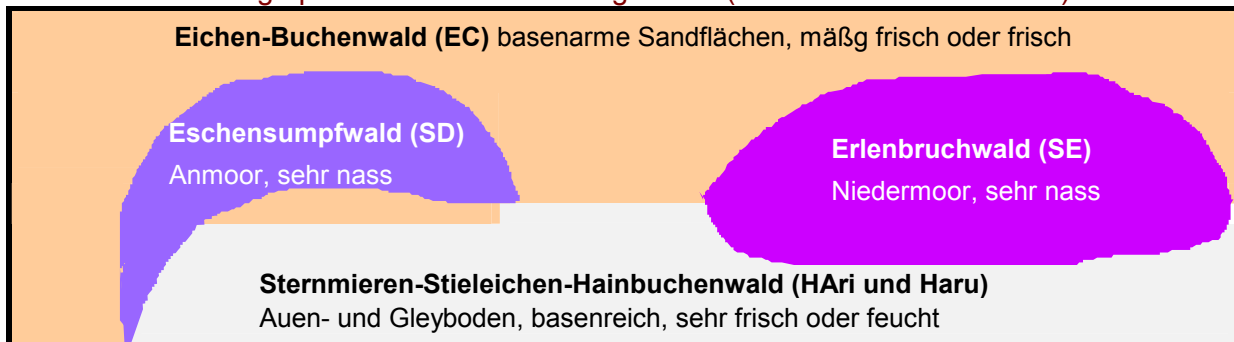 Eichen-Buchenwald (EC) basenarme Sandflächen, mäßg frisch oder frisch
Eschensumpfwald (SD)
Anmoor, sehr nass
Erlenbruchwald (SE)
Niedermoor, sehr nass
Sternmieren-Stieleichen-Hainbuchenwald (HAri und Haru)
Auen- und Gleyboden, basenreich, sehr frisch oder feucht